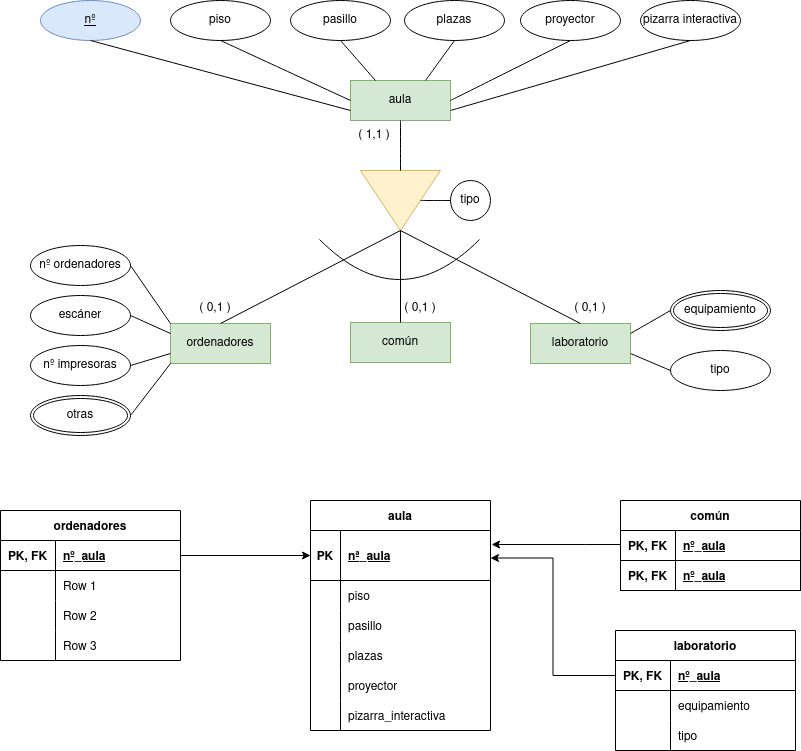 nº
piso
pasillo
plazas
proyector
pizarra interactiva
aula
( 1,1 )
tipo
nº ordenadores
escáner
nº impresoras
otras
( 0,1 )
( 0,1 )
( 0,1 )
ordenadores
común
laboratorio
equipamiento
tipo
ordenadores
PK, FK nº_aula
Row 1
Row 2
Row 3
aula
PK nª_aula
piso
pasillo
plazas
proyector
pizarra_interactiva
común
PK, FK nº_aula
PK, FK nº_aula
laboratorio
PK, FK nº_aula
equipamiento
tipo